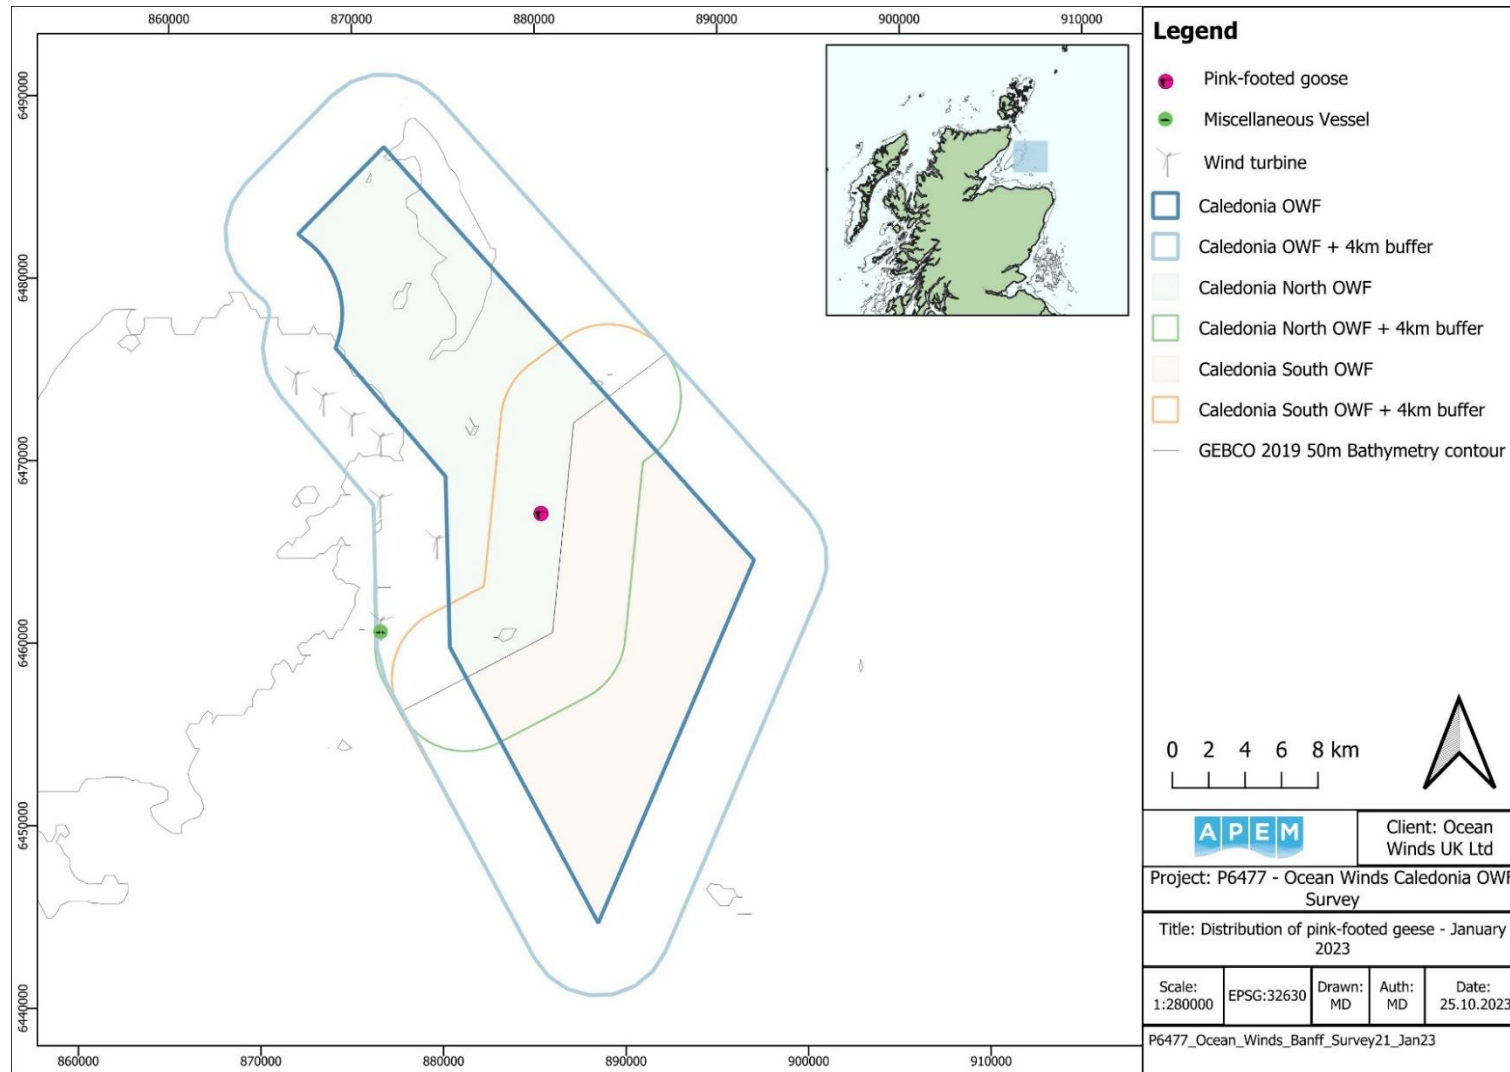 860000
870000
880000
890000
900000
910000
6490000
6480000
6470000
6460000
6450000
6440000
860000
870000
880000
890000
900000
910000
Legend
Pink-footed goose
Miscellaneous Vessel
Wind turbine
Caledonia OWF
Caledonia OWF + 4km buffer
Caledonia North OWF
Caledonia North OWF + 4km buffer
Caledonia South OWF
Caledonia South OWF + 4km buffer
GEBCO 2019 50m Bathymetry contour
0 2 4 6 8 km
APEM
Client: Ocean
Winds UK Ltd
Project: P6477 - Ocean Winds Caledonia OWF
Survey
Title: Distribution of pink-footed geese - January
2023
Scale:
1:280000
EPSG:32630
Drawn:
MD
Auth:
MD
Date:
25.10.2023
P6477_Ocean_Winds_Banff_Survey21_Jan23